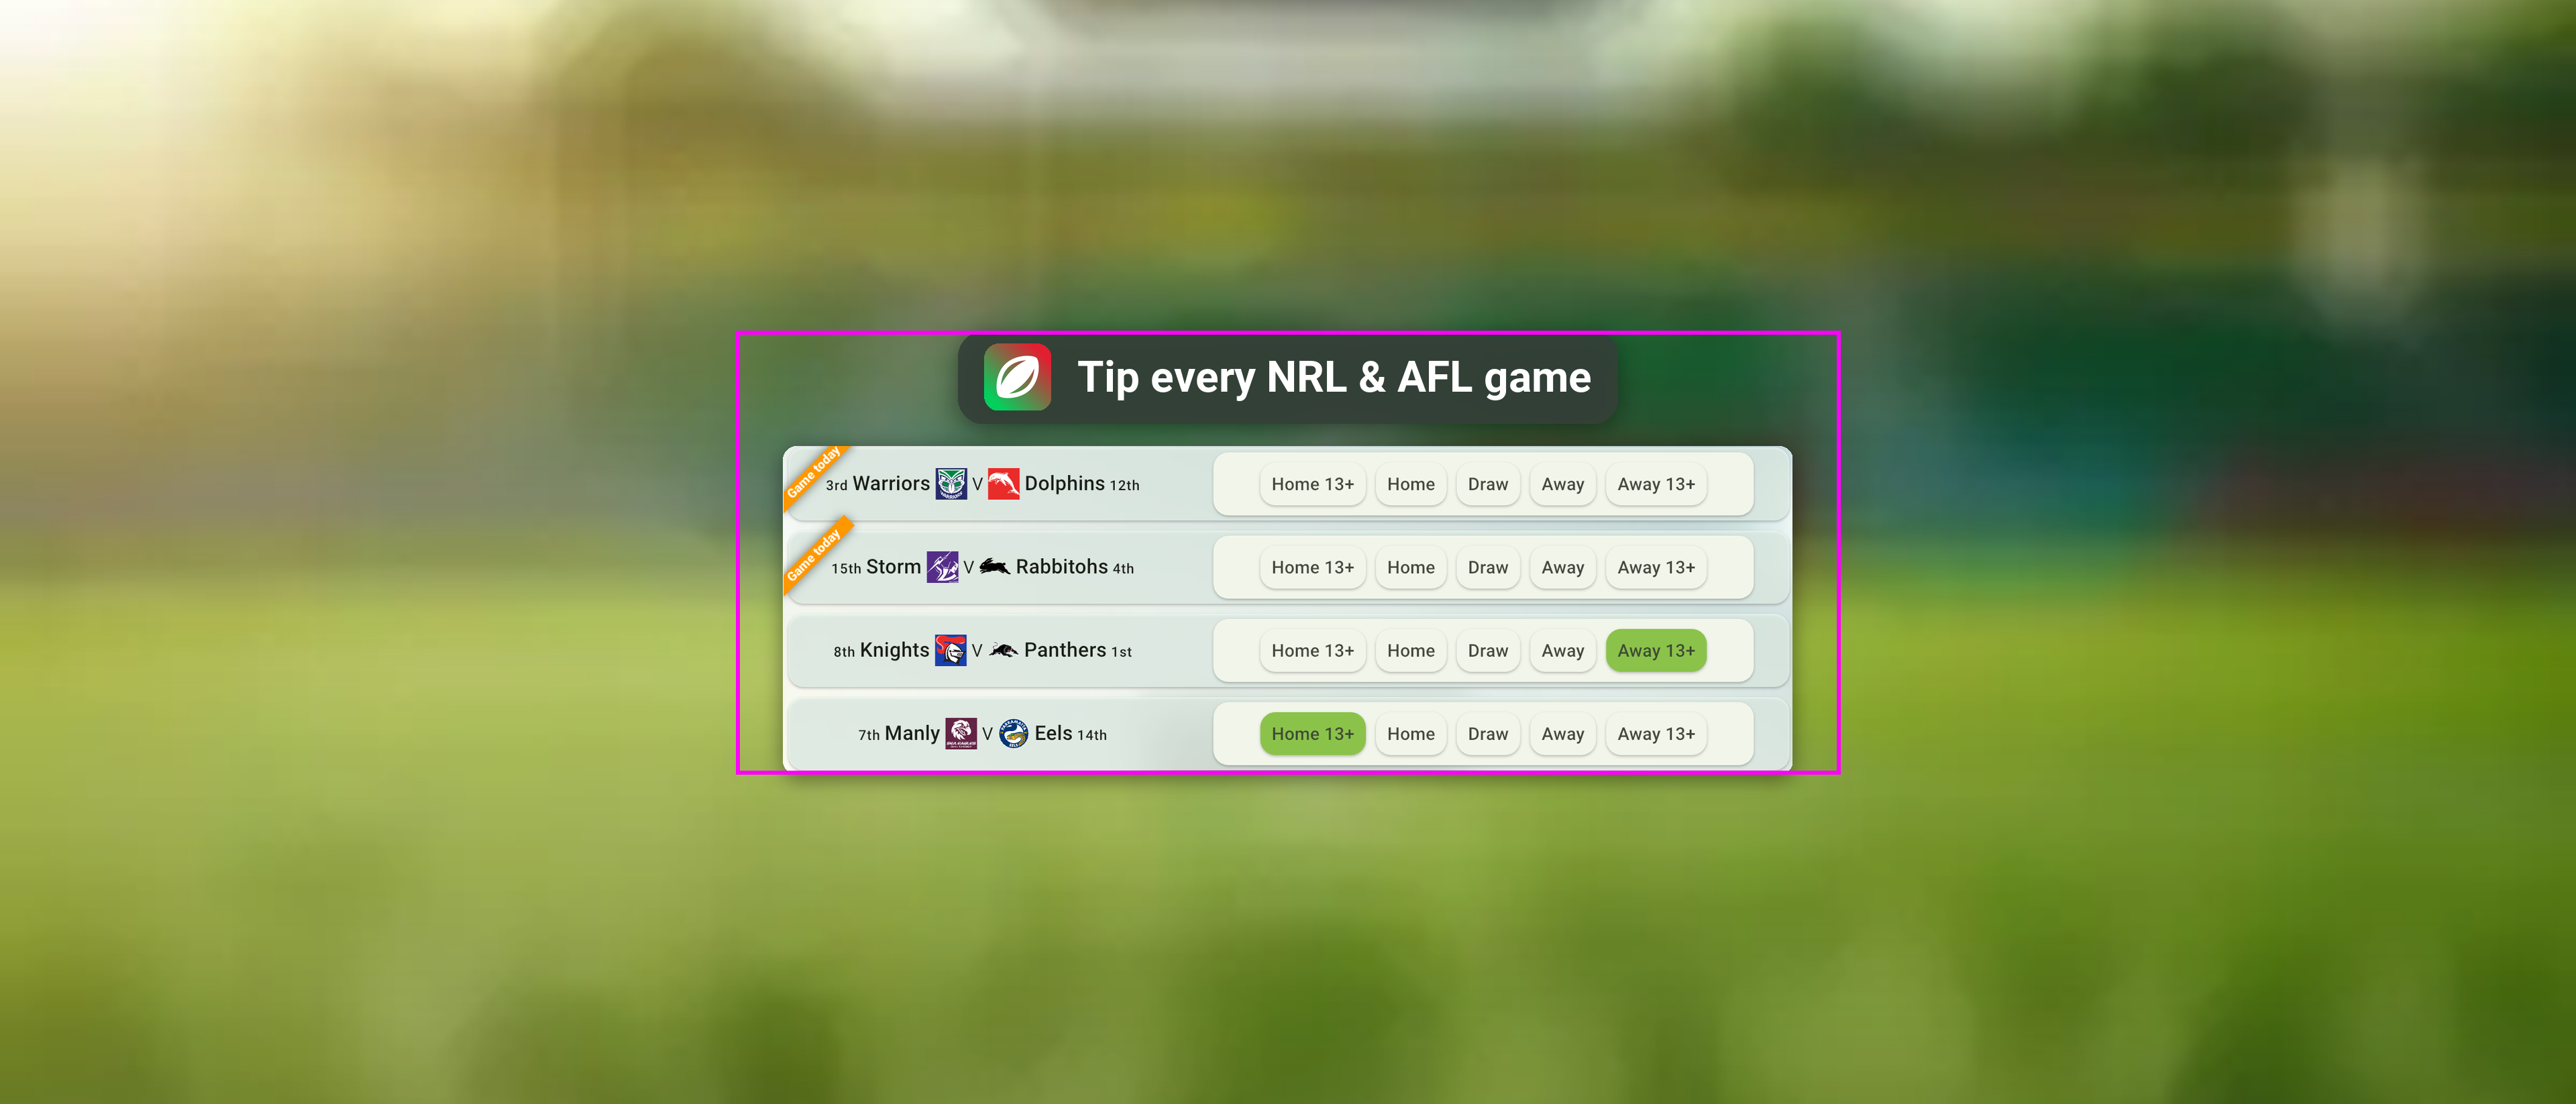 Tip every NRL & AFL game
Game today
3rd Warriors V Dolphins 12th Home 13+ Home Draw Away Away 13+
Game today
15th Storm V Rabbitohs 4th Home 13+ Home Draw Away Away 13+
8th Knights V Panthers 1st Home 13+ Home Draw Away Away 13+
7th Manly V Eels 14th Home 13+ Home Draw Away Away 13+